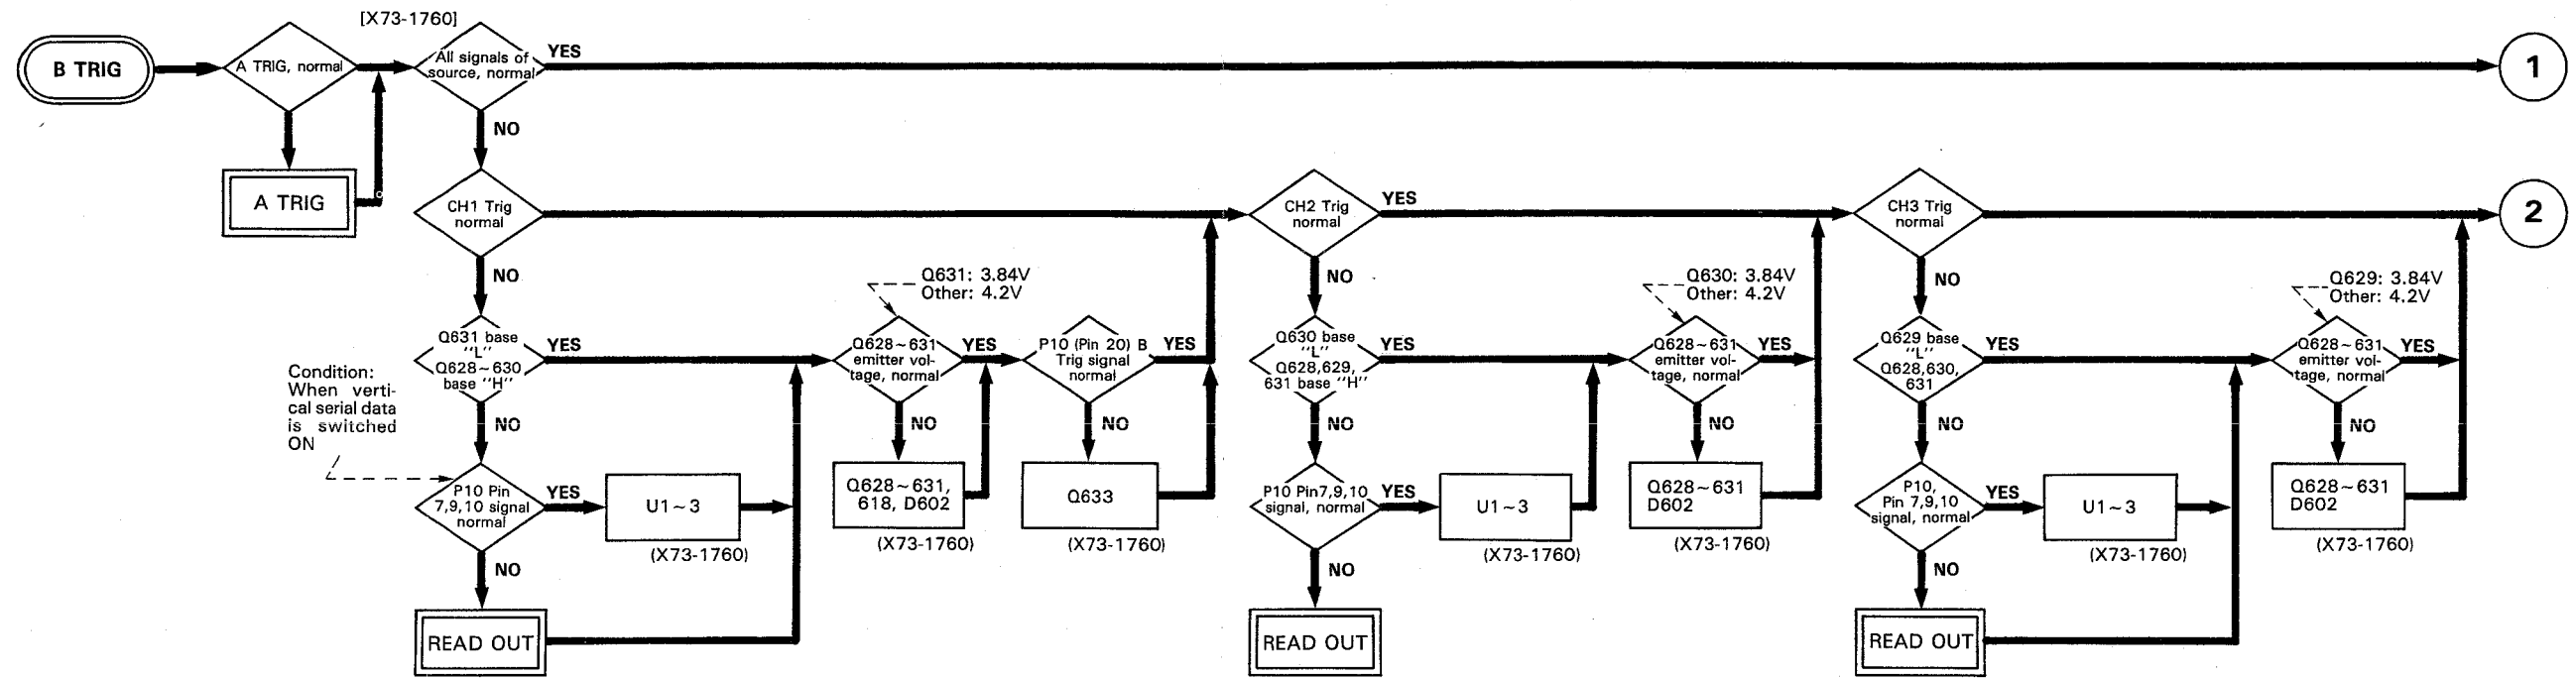 [X73-1760]
B TRIG
A TRIG, normal
All signals of
source, normal
YES
1
NO
A TRIG
CH1 Trig
normal
CH2 Trig
normal
YES
CH3 Trig
normal
2
NO
NO
NO
Q631: 3.84V
Other: 4.2V
Q630: 3.84V
Other: 4.2V
Q629: 3.84V
Other: 4.2V
Q631 base
"L"
Q628~630
base "H"
YES
Q628~631
emitter vol-
tage, normal
YES
P10 (Pin 20) B
Trig signal
normal
YES
Q630 base
"L"
Q628,629,
631 base "H"
YES
Q628~631
emitter vol-
tage, normal
YES
Q629 base
"L"
Q628,630,
631
YES
Q628~631
emitter vol-
tage, normal
YES
Condition:
When verti-
cal serial data
is switched
ON
NO
NO
NO
NO
NO
NO
NO
P10 Pin
7,9,10 signal
normal
YES
U1~3
(X73-1760)
Q628~631,
618, D602
(X73-1760)
Q633
(X73-1760)
P10 Pin7,9,10
signal, normal
YES
U1~3
(X73-1760)
Q628~631
D602
(X73-1760)
P10,
Pin 7,9,10
signal, normal
YES
U1~3
(X73-1760)
Q628~631
D602
(X73-1760)
NO
NO
NO
READ OUT
READ OUT
READ OUT